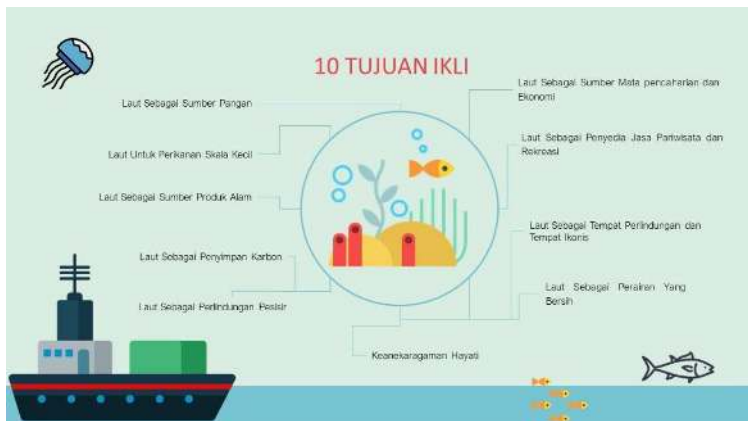 10 TUJUAN IKLI
Laut Sebagai Sumber Pangan
Laut Untuk Perikanan Skala Kecil
Laut Sebagai Sumber Produk Alam
Laut Sebagai Penyimpan Karbon
Laut Sebagai Perlindungan Pesisir
Keanekaragaman Hayati
Laut Sebagai Sumber Mata pencaharian dan
Ekonomi
Laut Sebagai Penyedia Jasa Pariwisata dan
Rekreasi
Laut Sebagai Tempat Perlindungan dan
Tempat Ikonis
Laut Sebagai Perairan Yang
Bersih